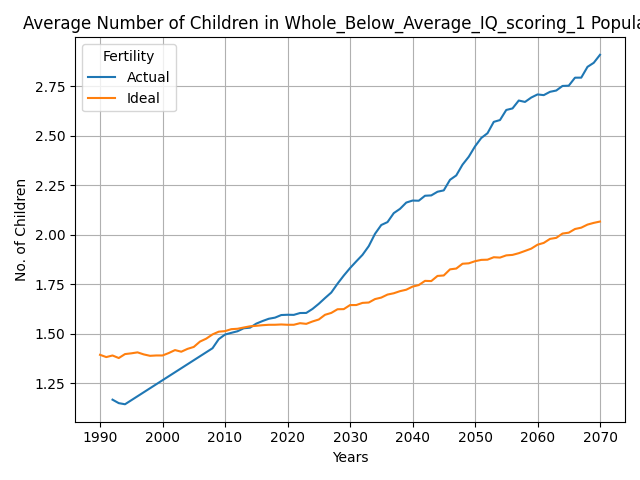 Average Number of Children in Whole_Below_Average_IQ_scoring_1 Popula
Fertility
Actual
Ideal
2.75
2.50
2.25
2.00
1.75
1.50
1.25
No. of Children
1990 2000 2010 2020 2030 2040 2050 2060 2070
Years